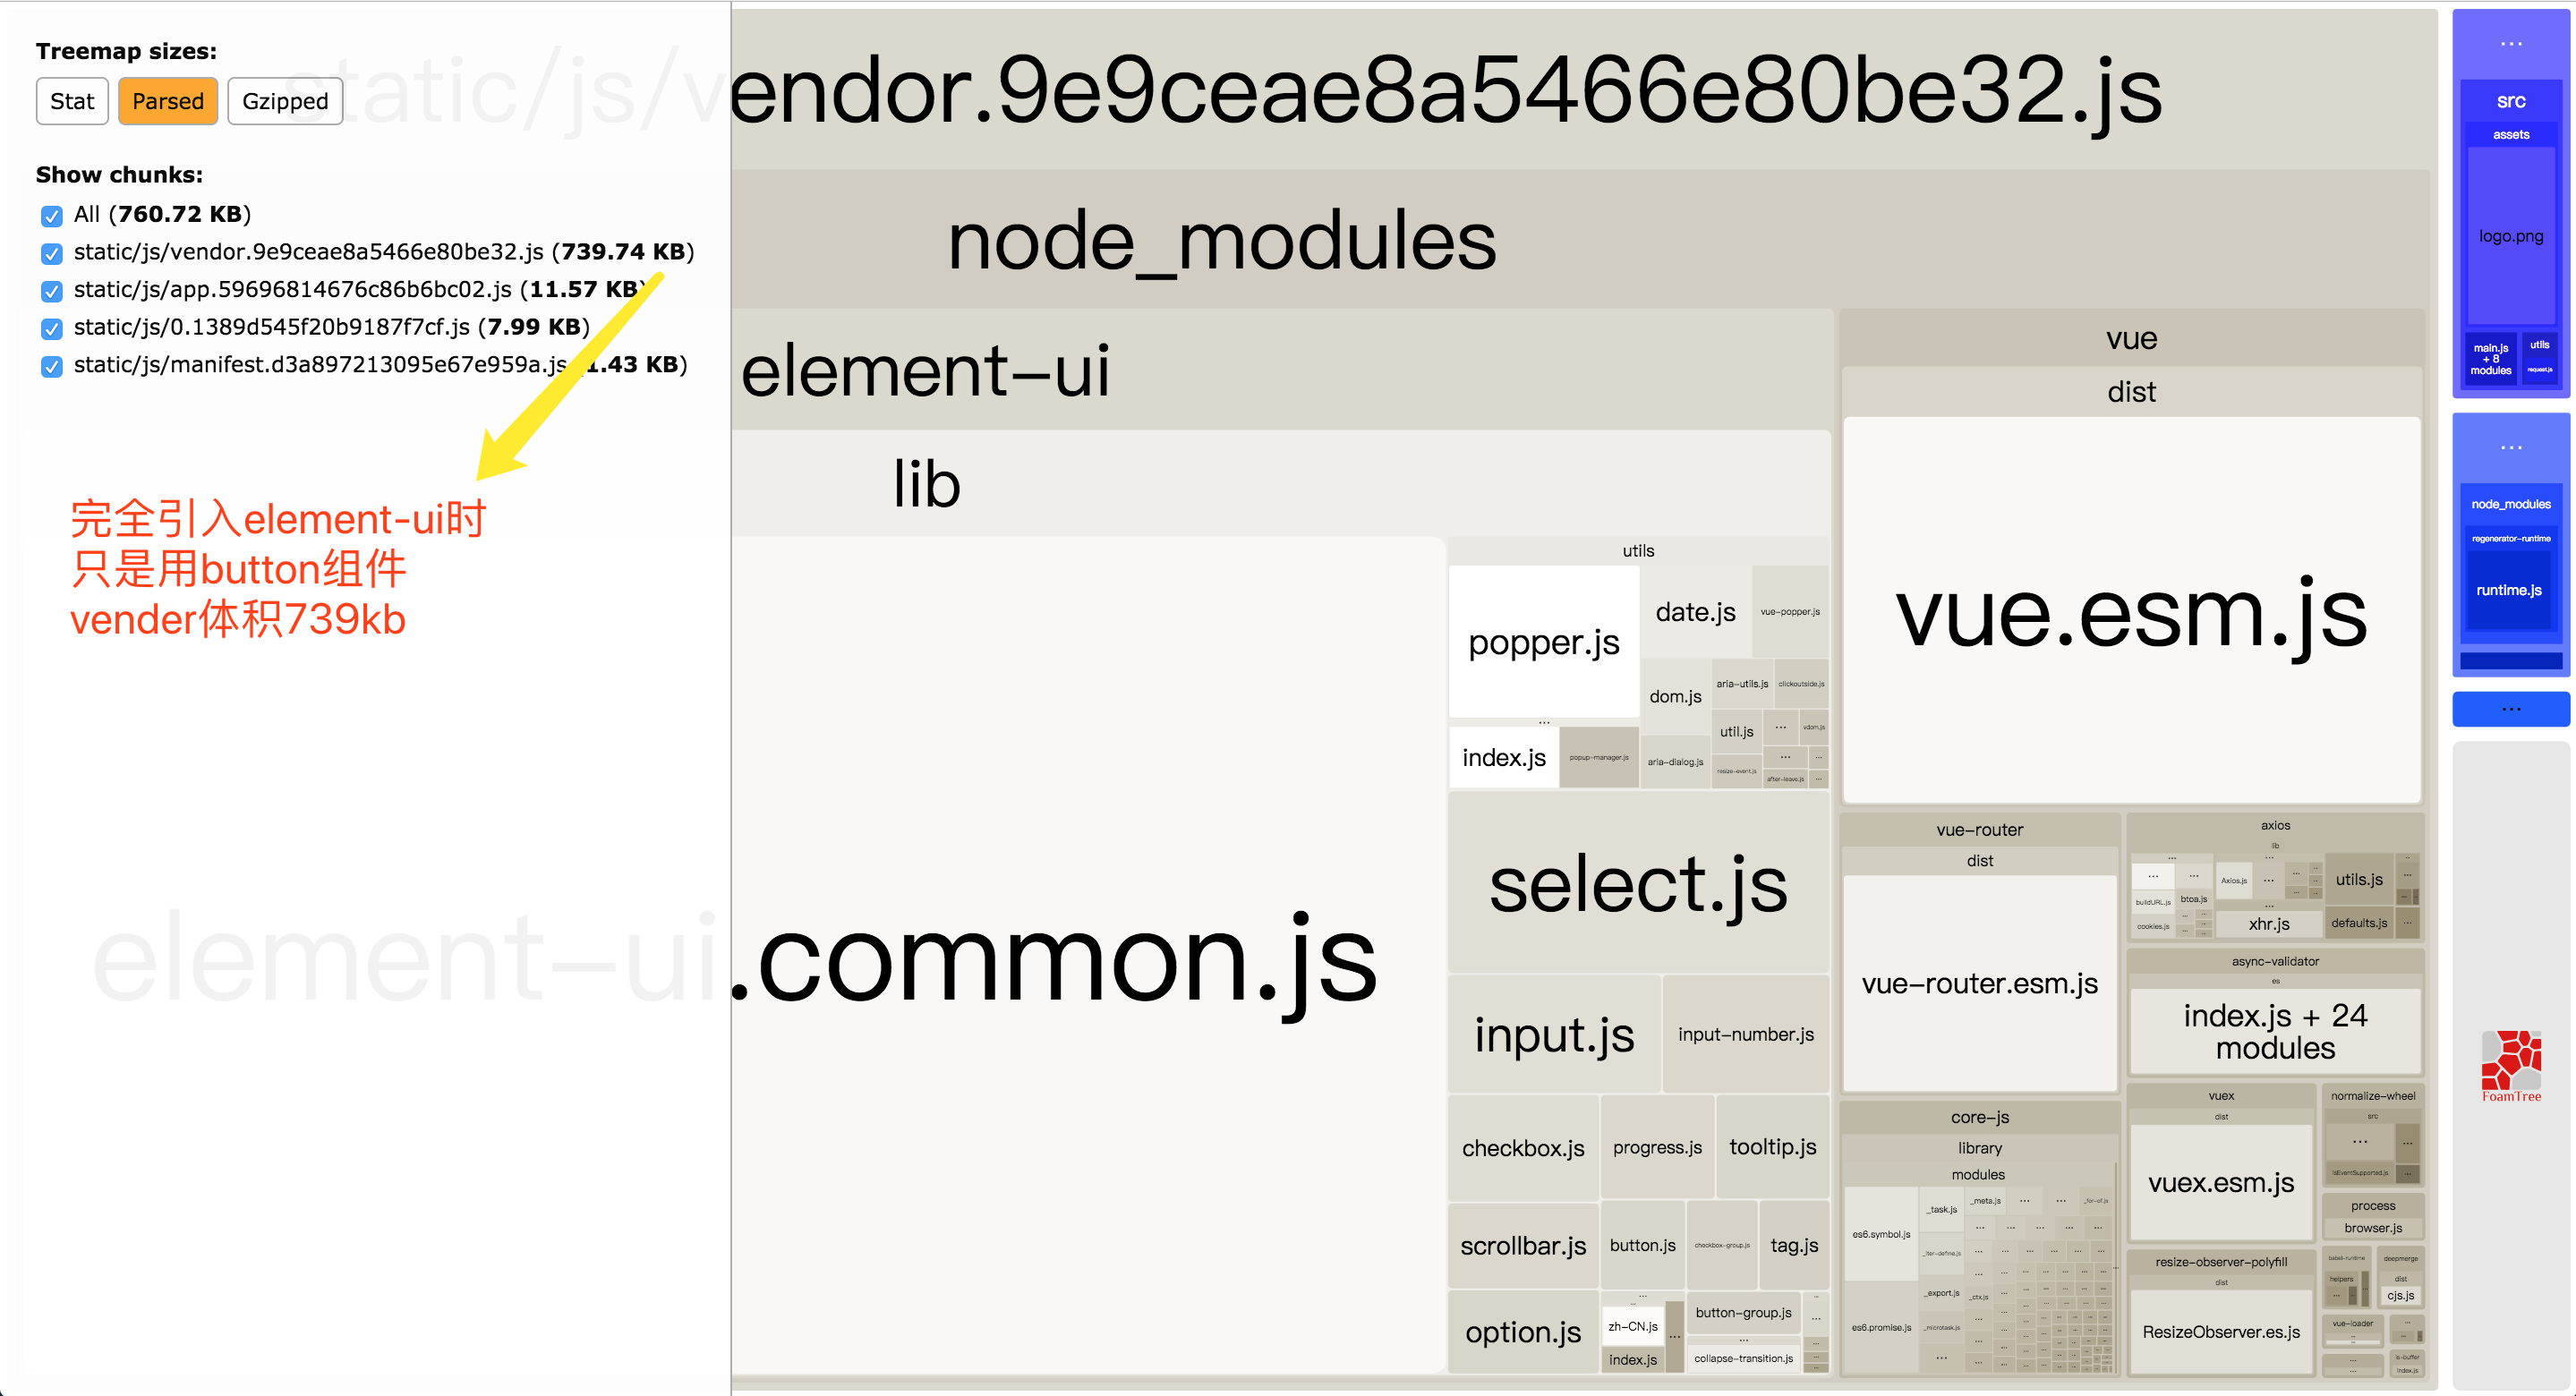 Treemap sizes:
Stat Parsed Gzipped
Show chunks:
All (760.72 KB)
static/js/vendor.9e9ceae8a5466e80be32.js (739.74 KB)
static/js/app.59696814676c86b6bc02.js (11.57 KB)
static/js/0.1389d545f20b9187f7cf.js (7.99 KB)
static/js/manifest.d3a897213095e67e959a.js (1.43 KB)
完全引入element-ui时
只是用button组件
vender体积739kb
static/js/vendor.9e9ceae8a5466e80be32.js
node_modules
element-ui
lib
element-ui.common.js
utils
popper.js
date.js
vue-popper.js
dom.js
aria-utils.js
clickoutside.js
util.js
...
vdom.js
...
index.js
popup-manager.js
aria-dialog.js
resize-event.js
...
after-leave.js
...
select.js
input.js
input-number.js
checkbox.js
progress.js
tooltip.js
scrollbar.js
button.js
checkbox-group.js
tag.js
option.js
zh-CN.js
index.js
...
button-group.js
...
collapse-transition.js
vue
dist
vue.esm.js
vue-router
dist
vue-router.esm.js
core-js
library
modules
es6.symbol.js
_task.js
_meta.js
_for-of.js
_iter-define.js
_export.js
_ctx.js
es6.promise.js
_microtask.js
axios
lib
buildURL.js
btoa.js
cookies.js
Axios.js
xhr.js
utils.js
defaults.js
async-validator
es
index.js + 24
modules
vuex
dist
vuex.esm.js
normalize-wheel
src
...
isEventSupported.js
process
browser.js
resize-observer-polyfill
dist
ResizeObserver.es.js
babel-runtime
helpers
deepmerge
dist
cjs.js
vue-loader
is-buffer
index.js
...
src
assets
logo.png
main.js
+ 8
modules
utils
request.js
...
node_modules
regenerator-runtime
runtime.js
...
FoamTree